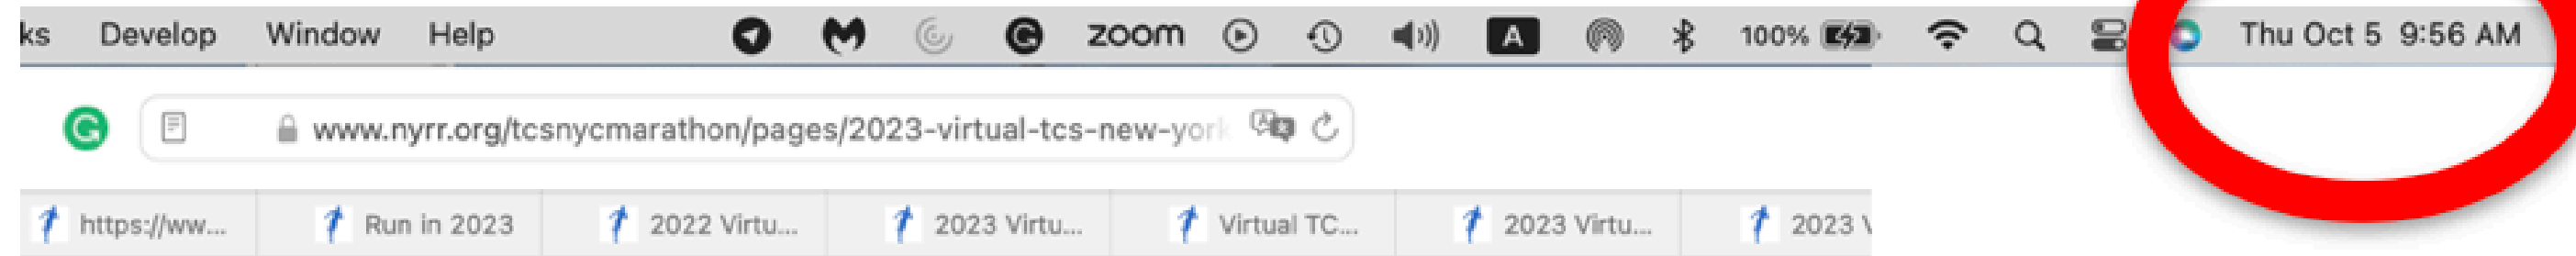 ks Develop Window Help zoom A 100% Thu Oct 5 9:56 AM
www.nyrr.org/tcsnycmarathon/pages/2023-virtual-tcs-new-york
https://ww... Run in 2023 2022 Virtu... 2023 Virtu... Virtual TC... 2023 Virtu... 2023 V